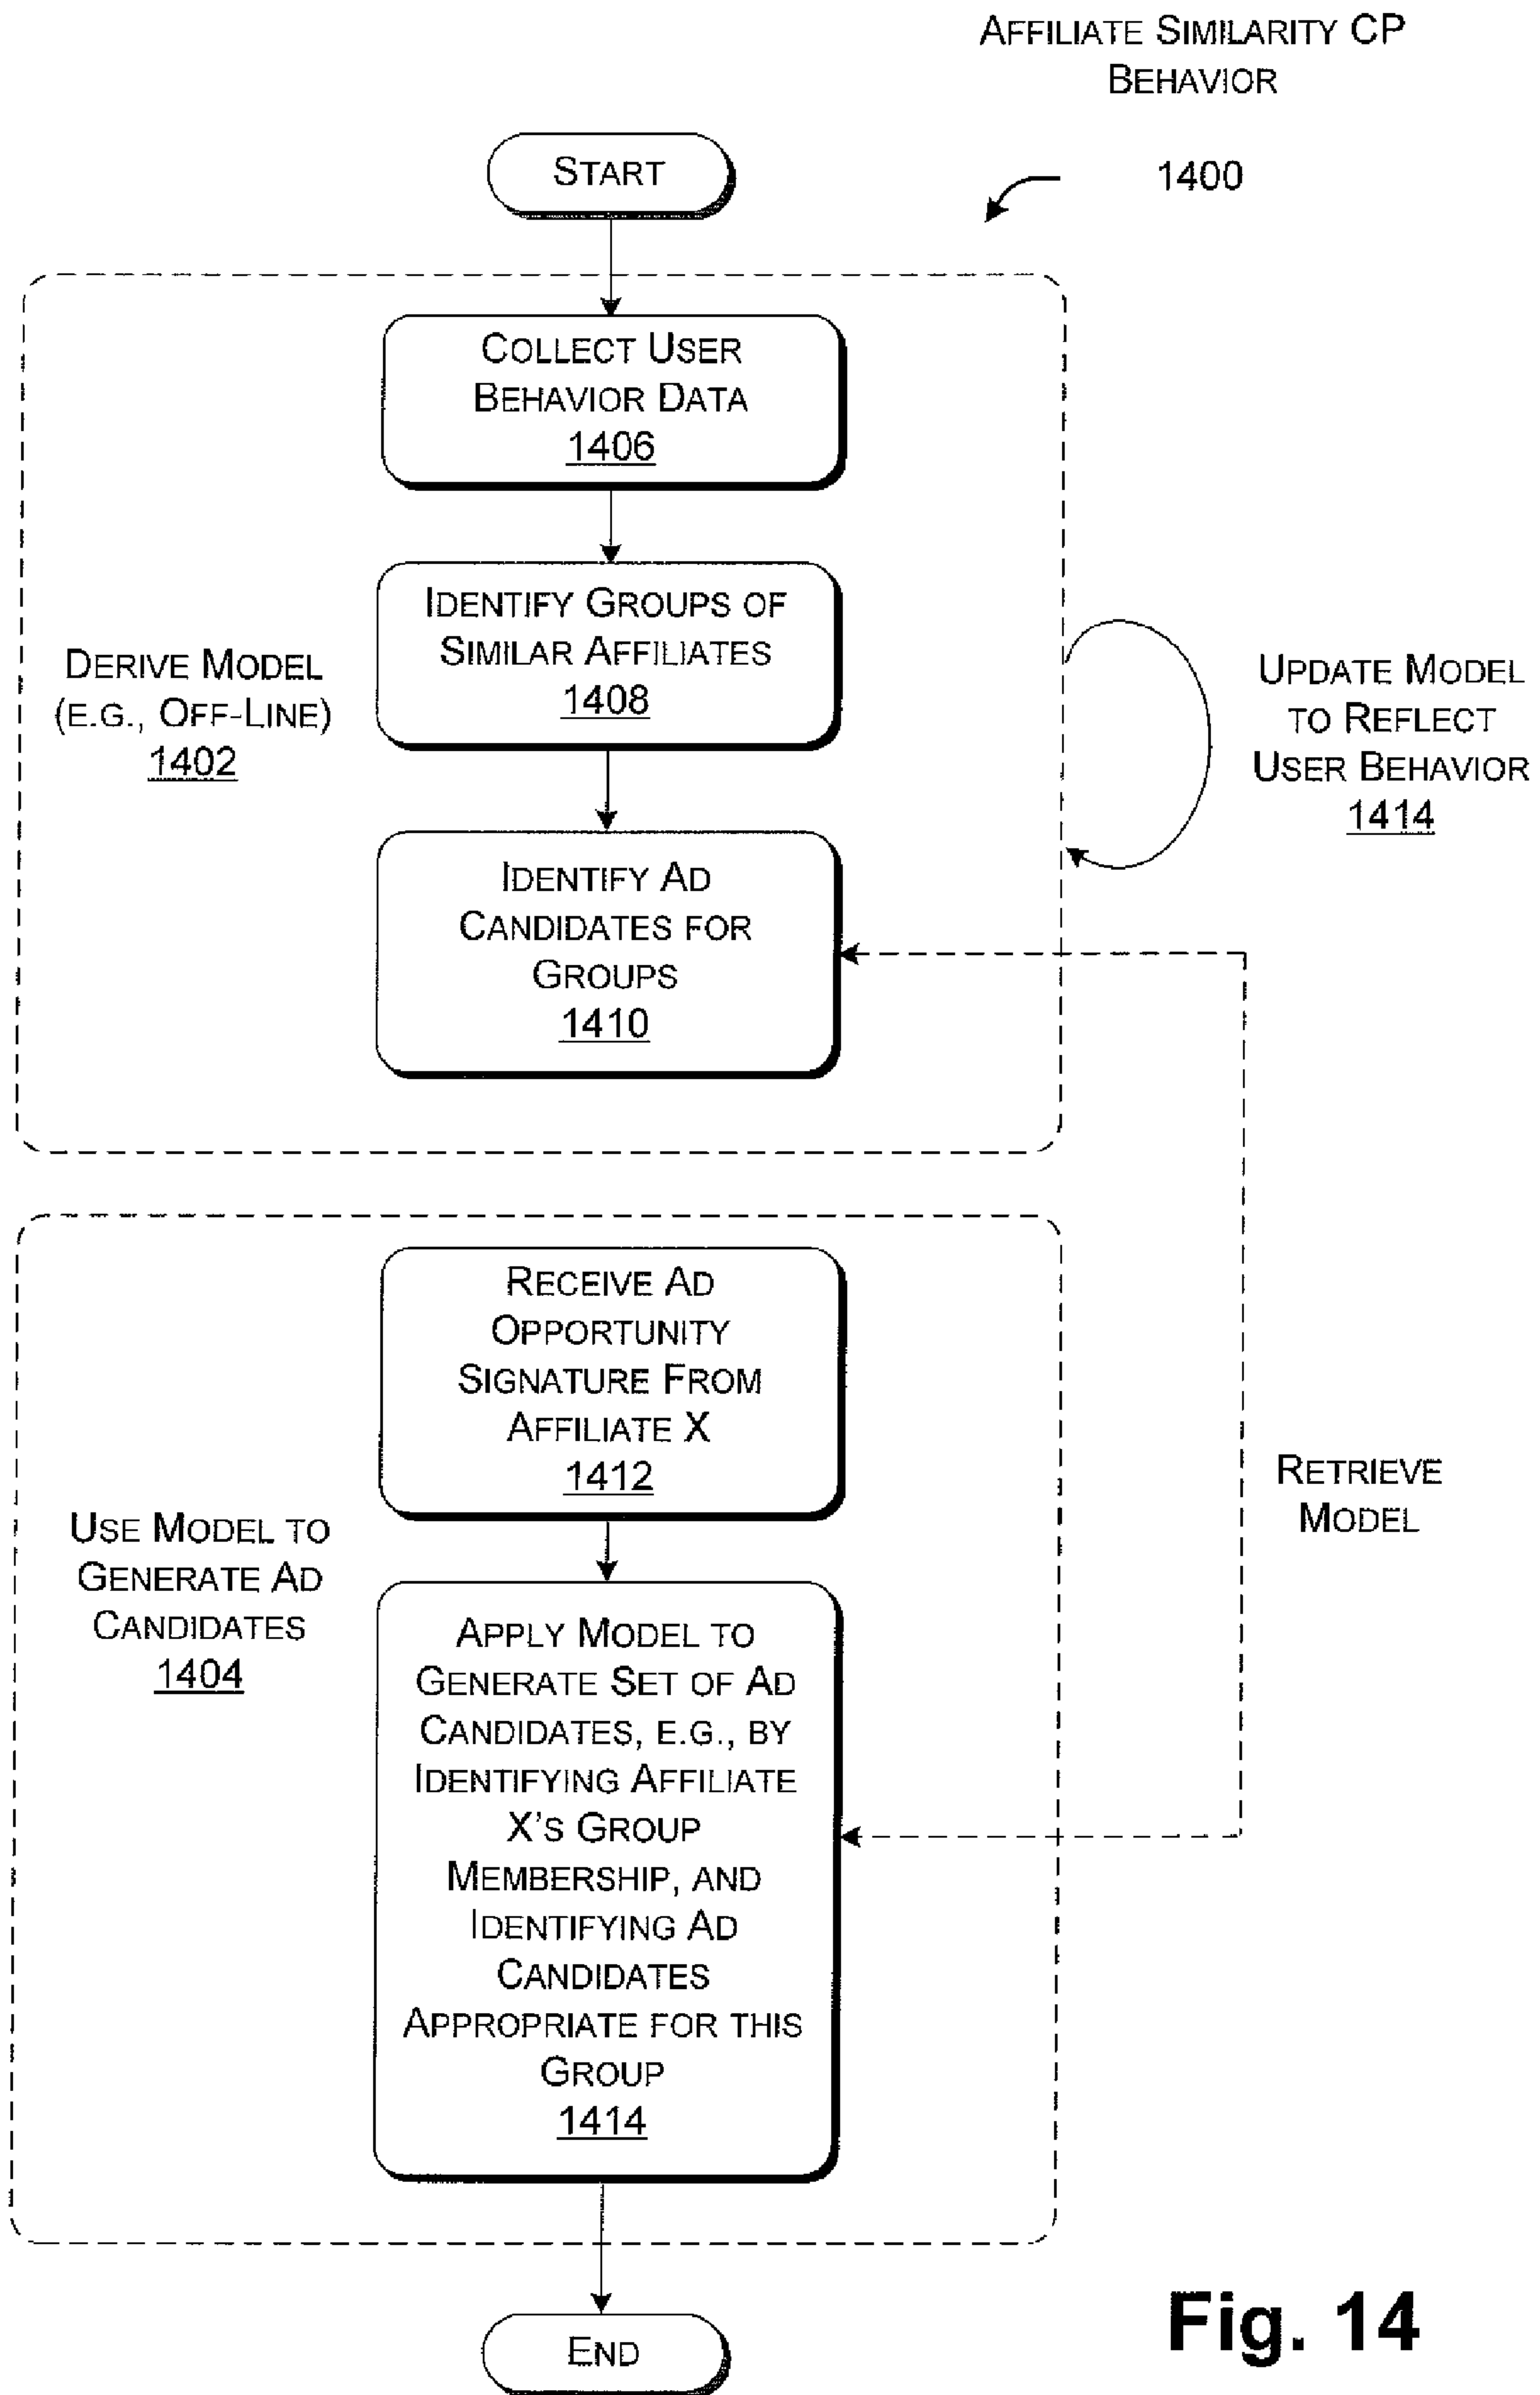 AFFILIATE SIMILARITY CP
BEHAVIOR
1400
START
COLLECT USER
BEHAVIOR DATA
1406
IDENTIFY GROUPS OF
SIMILAR AFFILIATES
1408
DERIVE MODEL
(E.G., OFF-LINE)
1402
UPDATE MODEL
TO REFLECT
USER BEHAVIOR
1414
IDENTIFY AD
CANDIDATES FOR
GROUPS
1410
RECEIVE AD
OPPORTUNITY
SIGNATURE FROM
AFFILIATE X
1412
RETRIEVE
MODEL
USE MODEL TO
GENERATE AD
CANDIDATES
1404
APPLY MODEL TO
GENERATE SET OF AD
CANDIDATES, E.G., BY
IDENTIFYING AFFILIATE
X'S GROUP
MEMBERSHIP, AND
IDENTIFYING AD
CANDIDATES
APPROPRIATE FOR THIS
GROUP
1414
END
Fig. 14